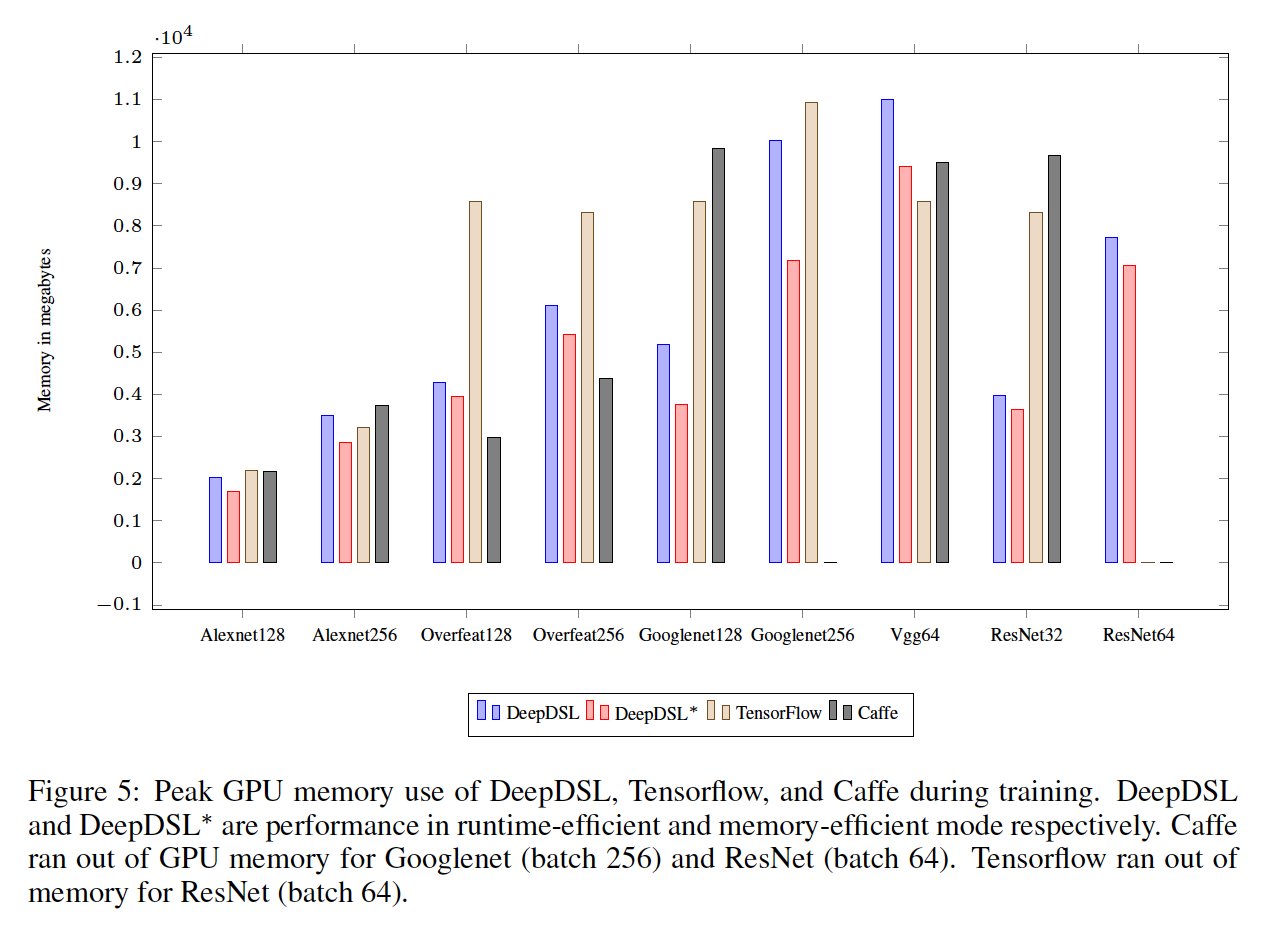 ·10⁴
1.2
1.1
1
0.9
0.8
0.7
0.6
0.5
0.4
0.3
0.2
0.1
0
−0.1
Memory in megabytes
Alexnet128 Alexnet256 Overfeat128 Overfeat256 Googlenet128 Googlenet256 Vgg64 ResNet32 ResNet64
DeepDSL DeepDSL* TensorFlow Caffe
Figure 5: Peak GPU memory use of DeepDSL, Tensorflow, and Caffe during training. DeepDSL
and DeepDSL* are performance in runtime-efficient and memory-efficient mode respectively. Caffe
ran out of GPU memory for Googlenet (batch 256) and ResNet (batch 64). Tensorflow ran out of
memory for ResNet (batch 64).